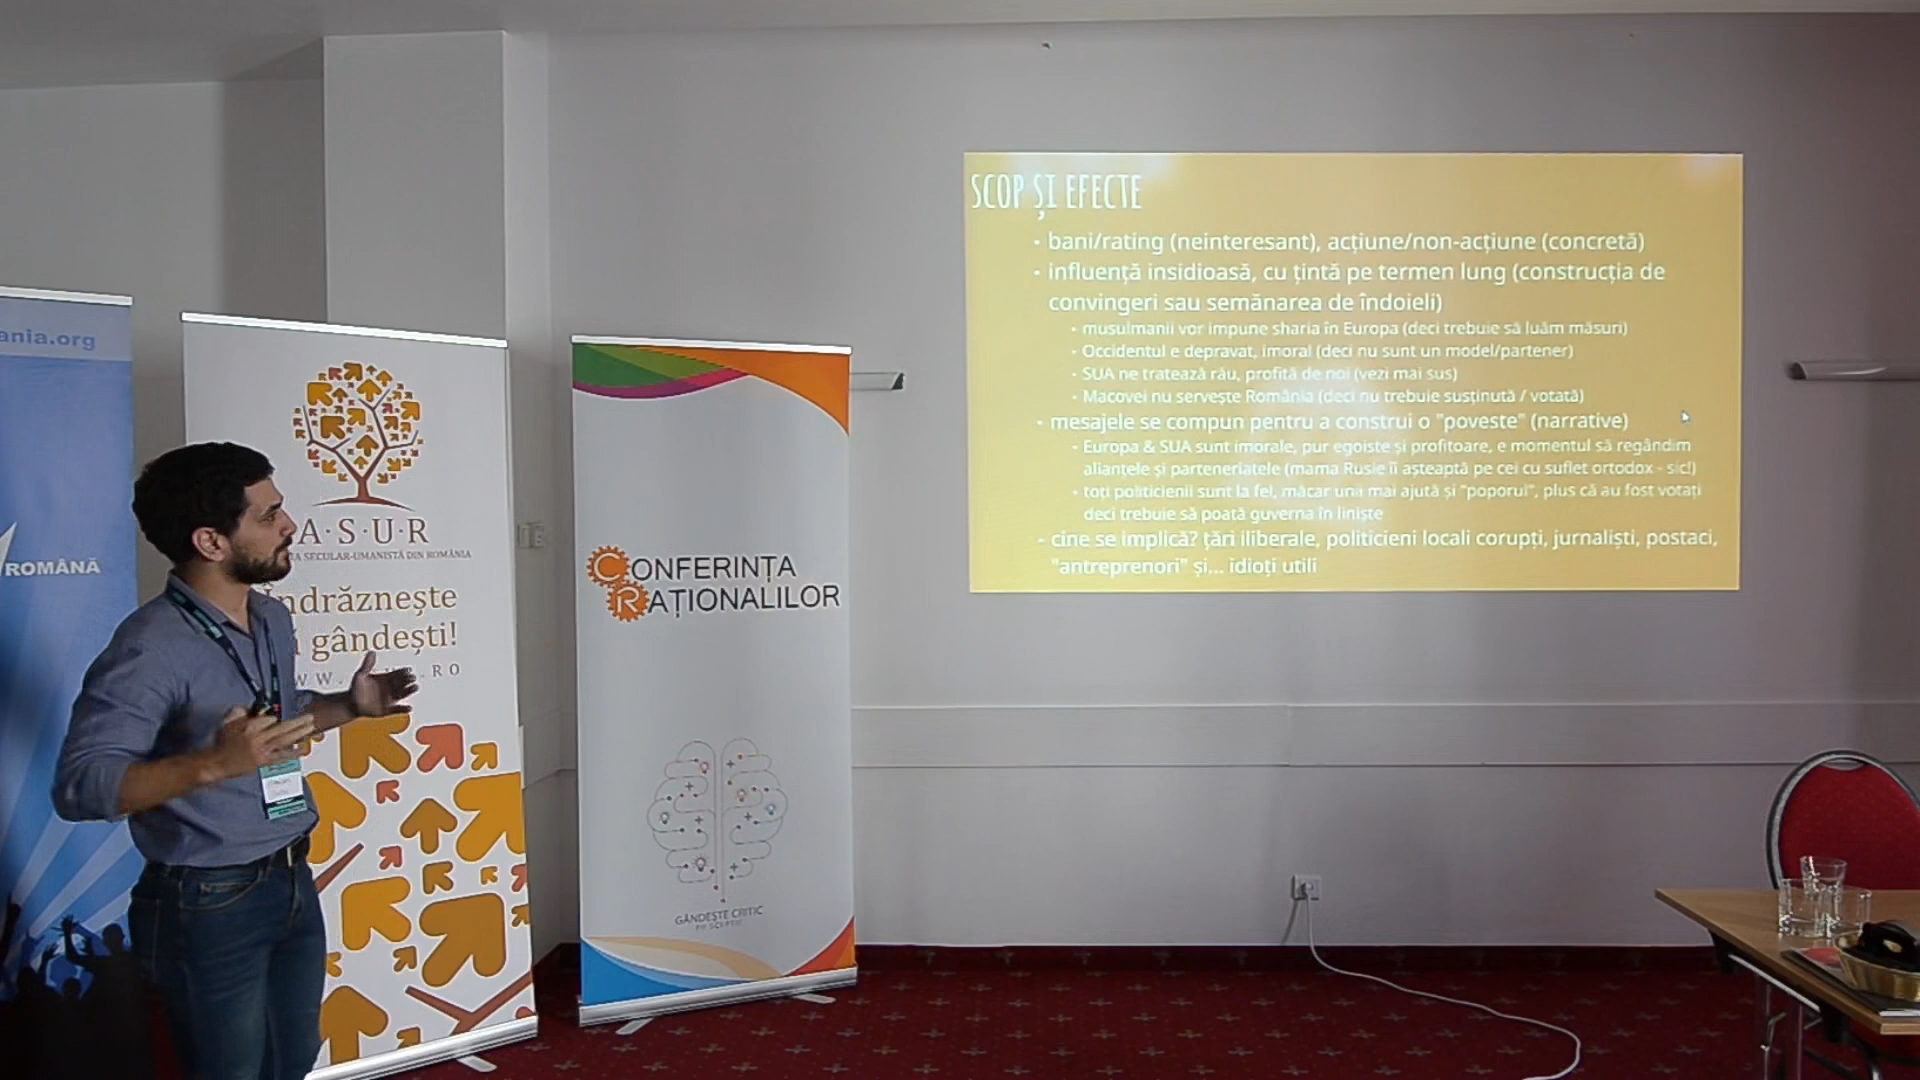 ania.org
ROMÂNĂ
A·S·U·R
SECULAR-UMANISTĂ DIN ROMÂNIA
Îndrăznește
gândești!
.RO
CONFERINȚA
RAȚIONALILOR
GÂNDEȘTE CRITIC
SCOP ȘI EFECTE
- bani/rating (neinteresant), acțiune/non-acțiune (concretă)
- influență insidioasă, cu țintă pe termen lung (construcția de
convingeri sau semănarea de îndoieli)
- musulmanii vor impune sharia în Europa (deci trebuie să luăm măsuri)
- Occidentul e depravat, imoral (deci nu sunt un model/partener)
- SUA ne tratează rău, profită de noi (vezi mai sus)
- Macovei nu servește România (deci nu trebuie susținută / votată)
- mesajele se compun pentru a construi o "poveste" (narrative)
- Europa & SUA sunt imorale, pur egoiste și profitoare, e momentul să regândim
alianțele și parteneriatele (mama Rusie îi așteaptă pe cei cu suflet ortodox - sic!)
- toți politicienii sunt la fel, măcar unii mai ajută și "poporul", plus că au fost votați
deci trebuie să poată guverna în liniște
- cine se implică? țări iliberale, politicieni locali corupți, jurnaliști, postaci,
"antreprenori" și... idioți utili